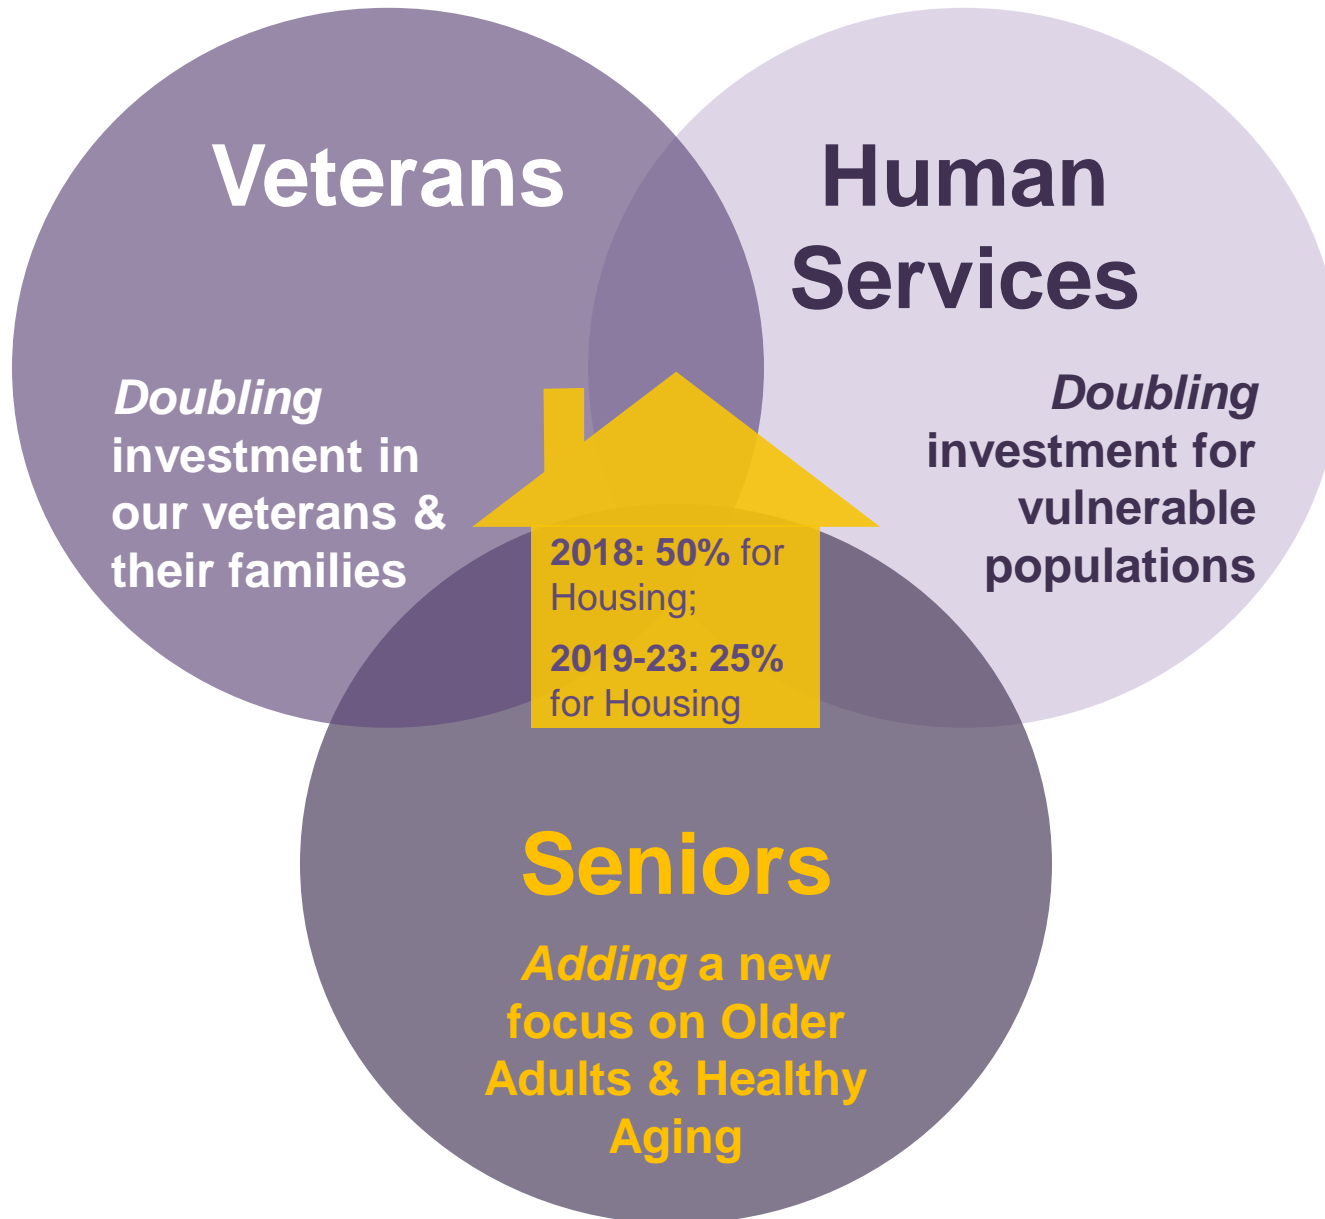 Veterans
Doubling
investment in
our veterans &
their families
Human
Services
Doubling
investment for
vulnerable
populations
2018: 50% for
Housing;
2019-23: 25%
for Housing
Seniors
Adding a new
focus on Older
Adults & Healthy
Aging